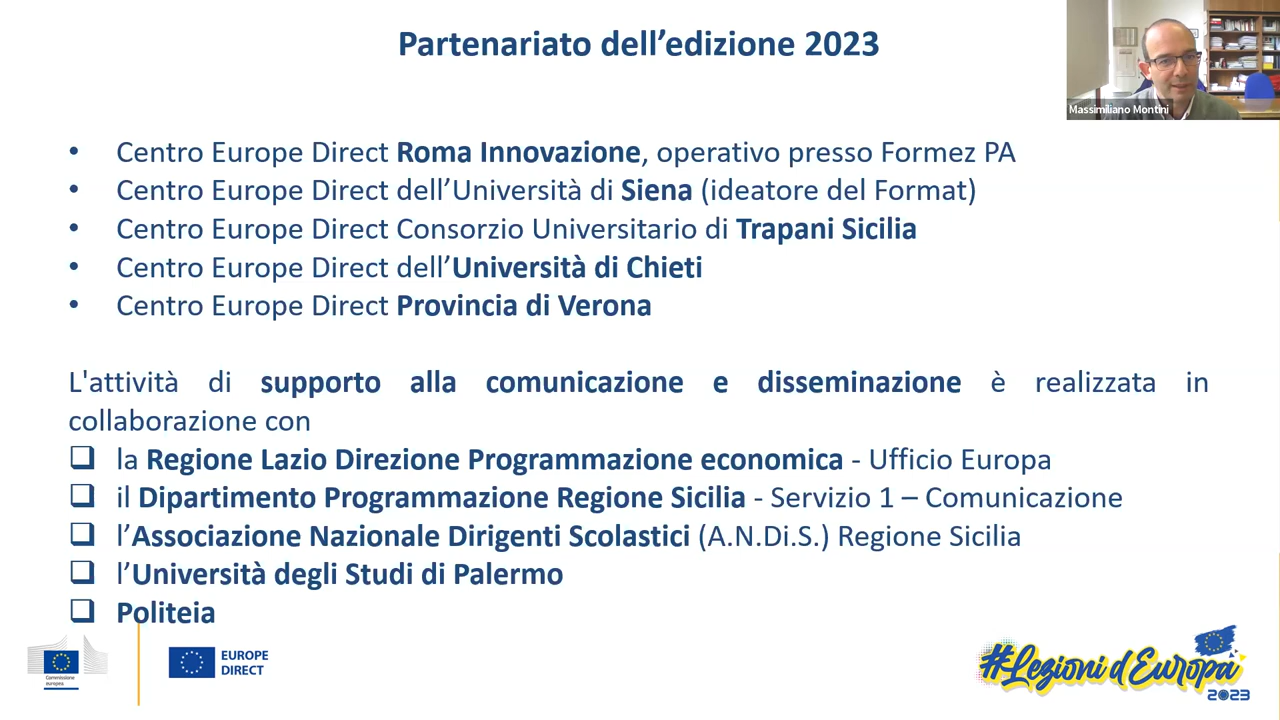 Partenariato dell’edizione 2023
Massimiliano Montini
• Centro Europe Direct Roma Innovazione, operativo presso Formez PA
• Centro Europe Direct dell’Università di Siena (ideatore del Format)
• Centro Europe Direct Consorzio Universitario di Trapani Sicilia
• Centro Europe Direct dell’Università di Chieti
• Centro Europe Direct Provincia di Verona
L'attività di supporto alla comunicazione e disseminazione è realizzata in
collaborazione con
❑ la Regione Lazio Direzione Programmazione economica - Ufficio Europa
❑ il Dipartimento Programmazione Regione Sicilia - Servizio 1 – Comunicazione
❑ l’Associazione Nazionale Dirigenti Scolastici (A.N.Di.S.) Regione Sicilia
❑ l’Università degli Studi di Palermo
❑ Politeia
Commissione
europea
EUROPE
DIRECT
#Lezioni d'Europa
2023